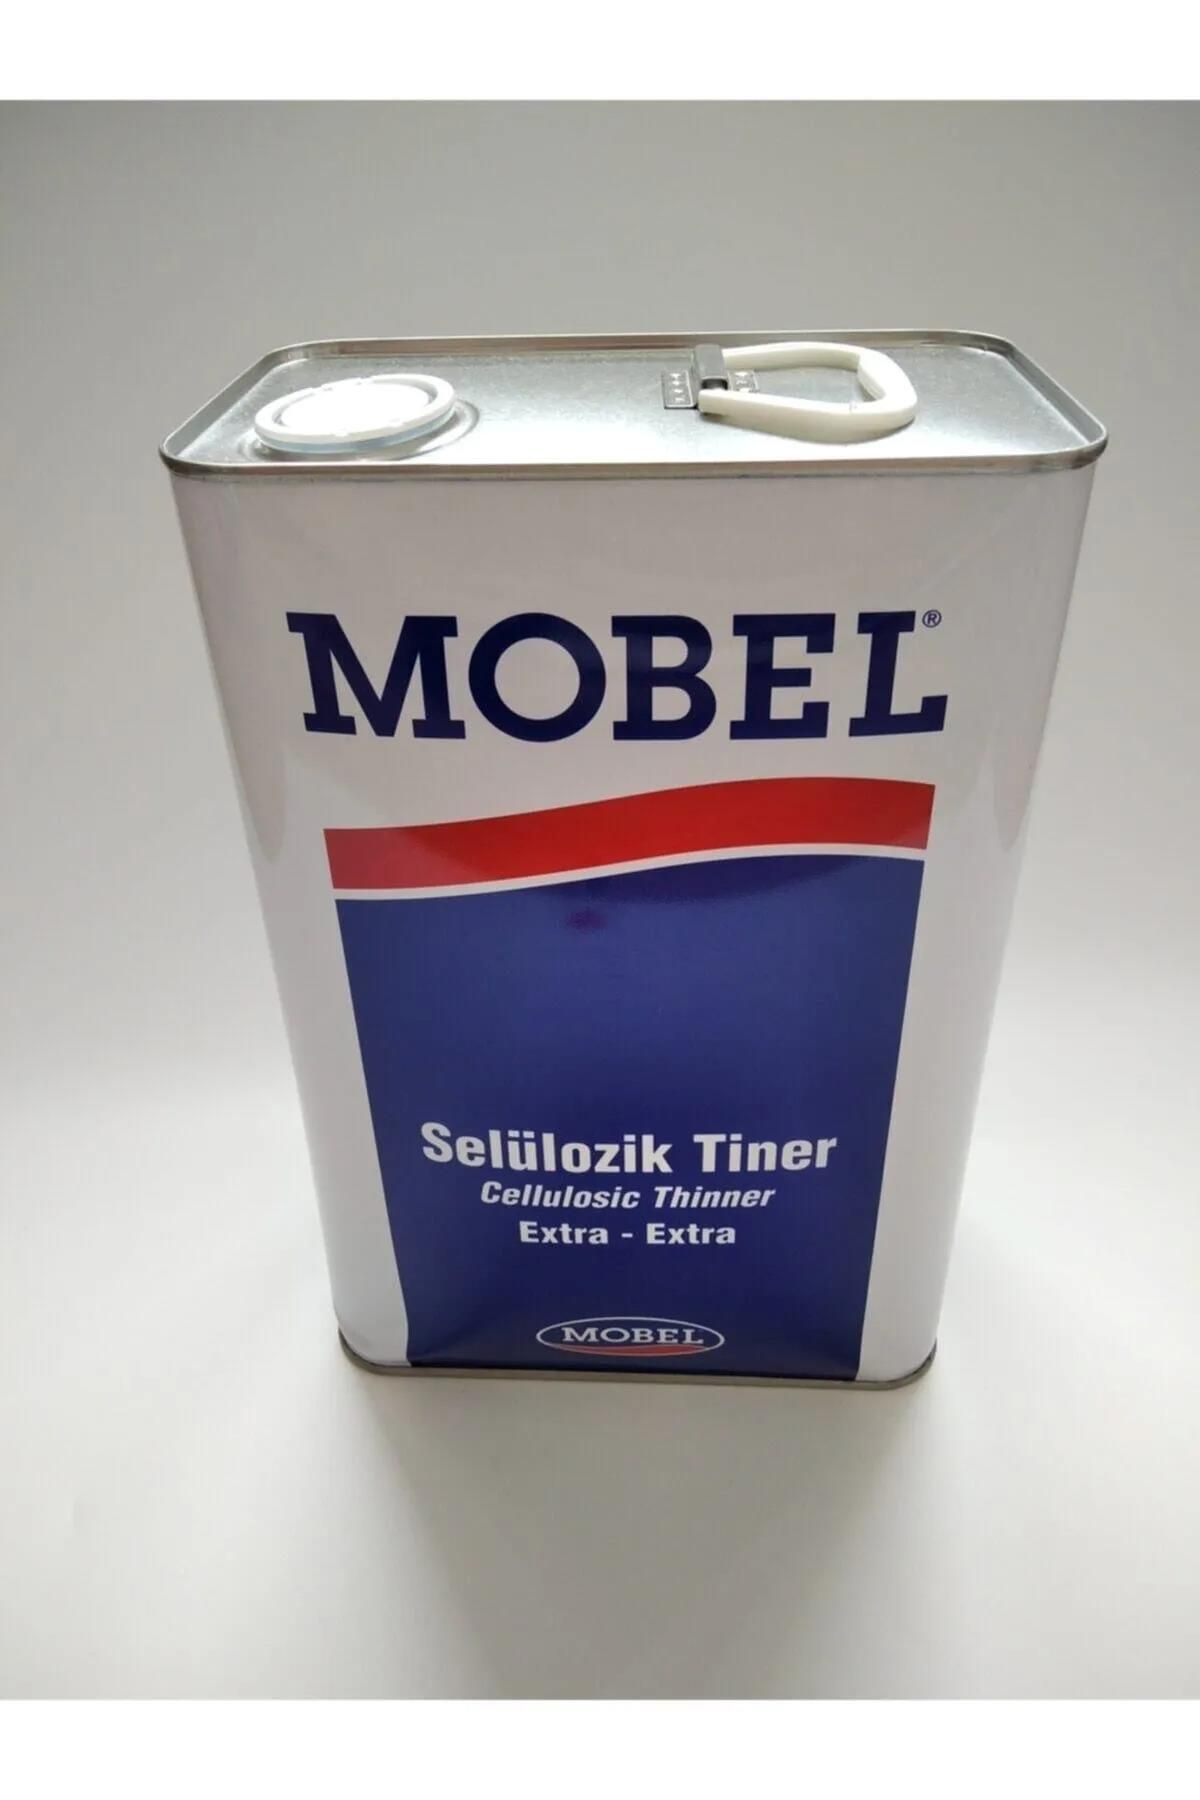 MOBEL®
Selülozik Tiner
Cellulosic Thinner
Extra - Extra
MOBEL